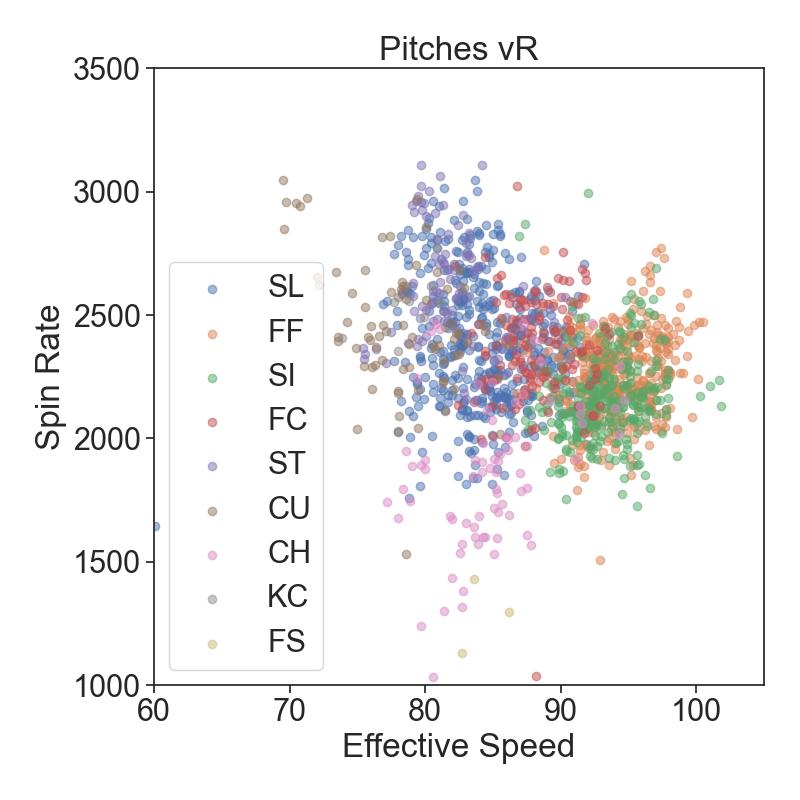 Pitches vR
3500
3000
2500
2000
1500
1000
Spin Rate
SL
FF
SI
FC
ST
CU
CH
KC
FS
60 70 80 90 100
Effective Speed